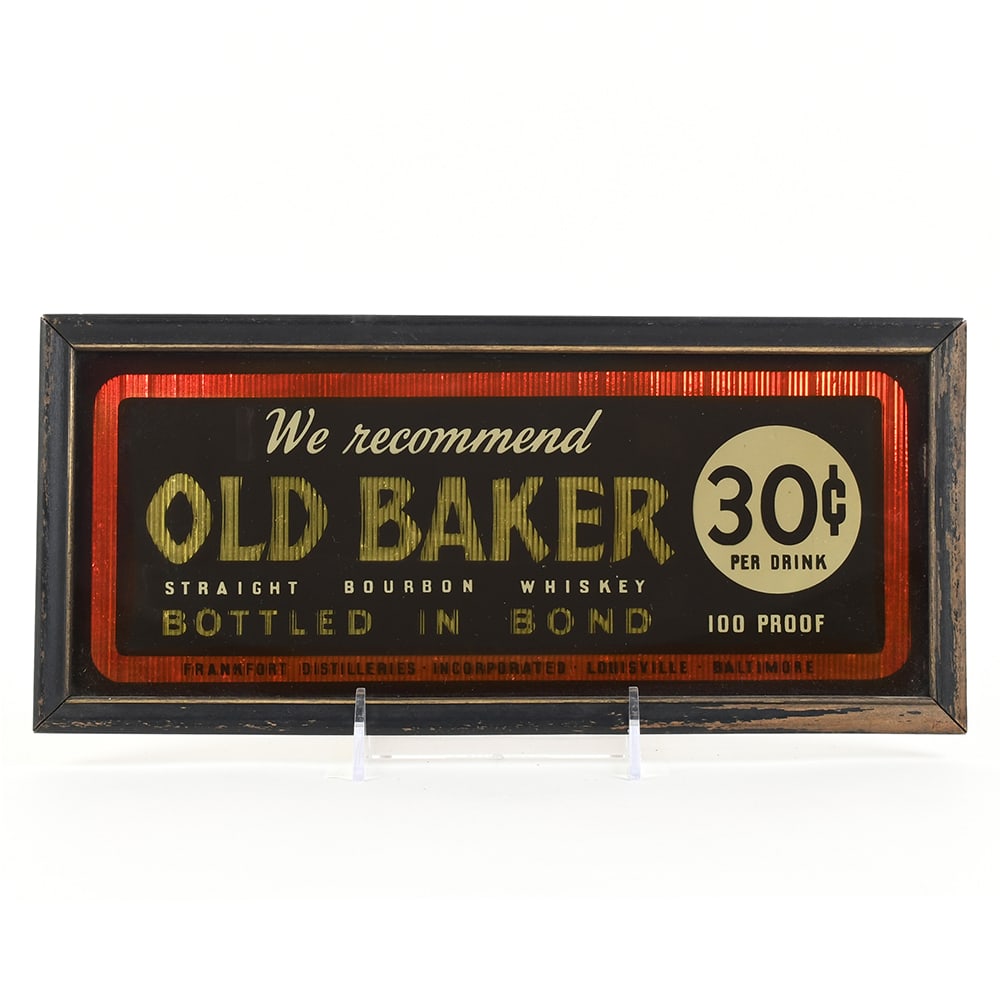 We recommend
OLD BAKER
STRAIGHT BOURBON WHISKEY
BOTTLED IN BOND
30¢
PER DRINK
100 PROOF
FRANKFORT DISTILLERIES · INCORPORATED · LOUISVILLE · BALTIMORE